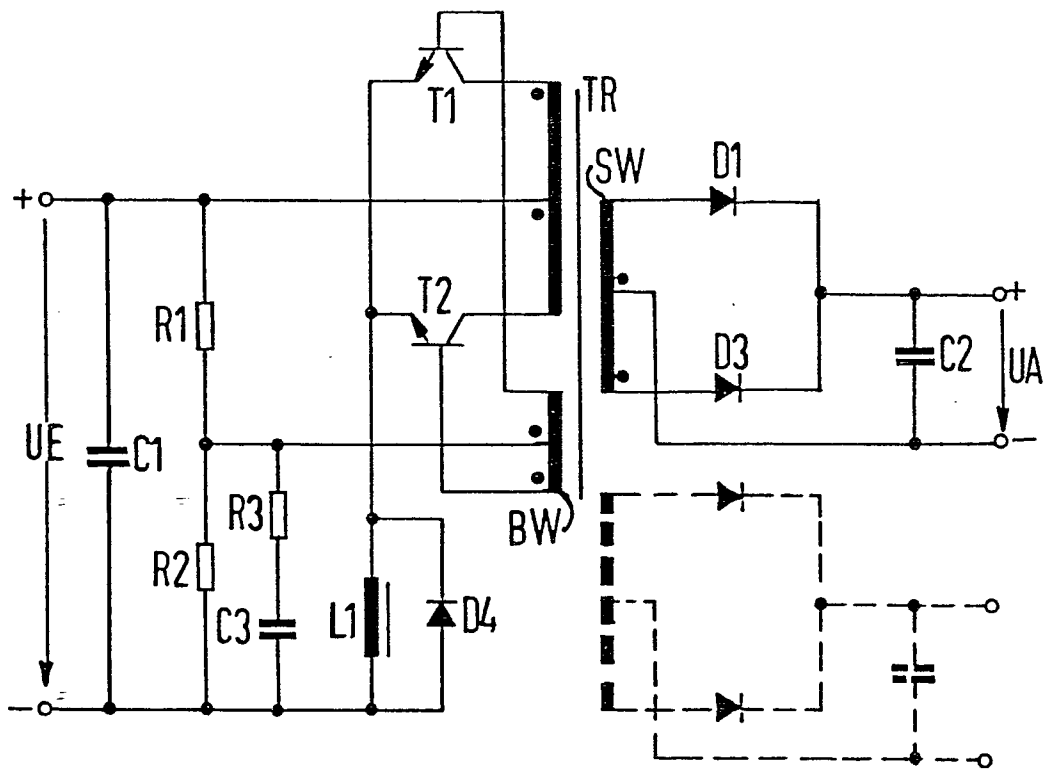 T1
TR
SW
D1
+
T2
R1
+
D3
C2
UA
UE
C1
−
R3
BW
R2
C3
L1
D4
−